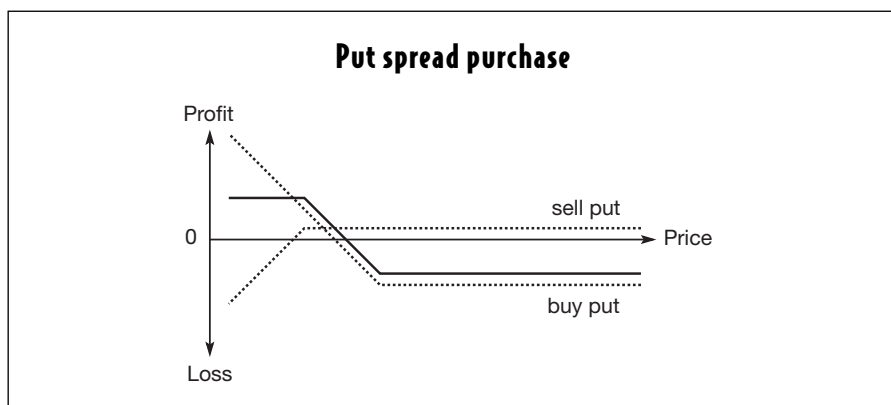 Put spread purchase
Profit
sell put
0
Price
buy put
Loss